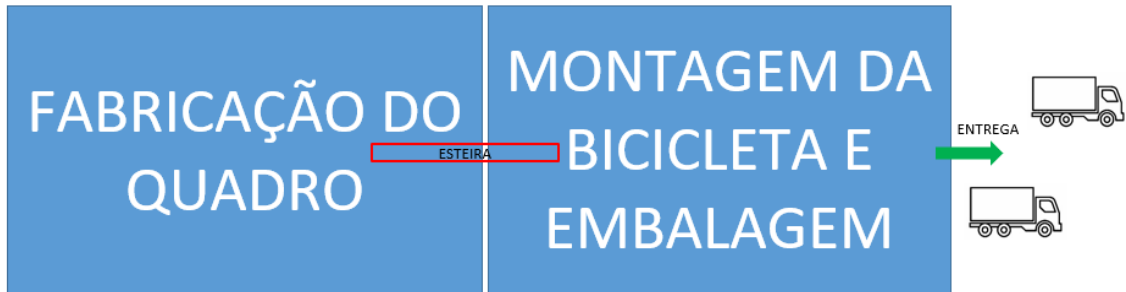 FABRICAÇÃO DO
QUADRO
ESTEIRA
MONTAGEM DA
BICICLETA E
EMBALAGEM
ENTREGA